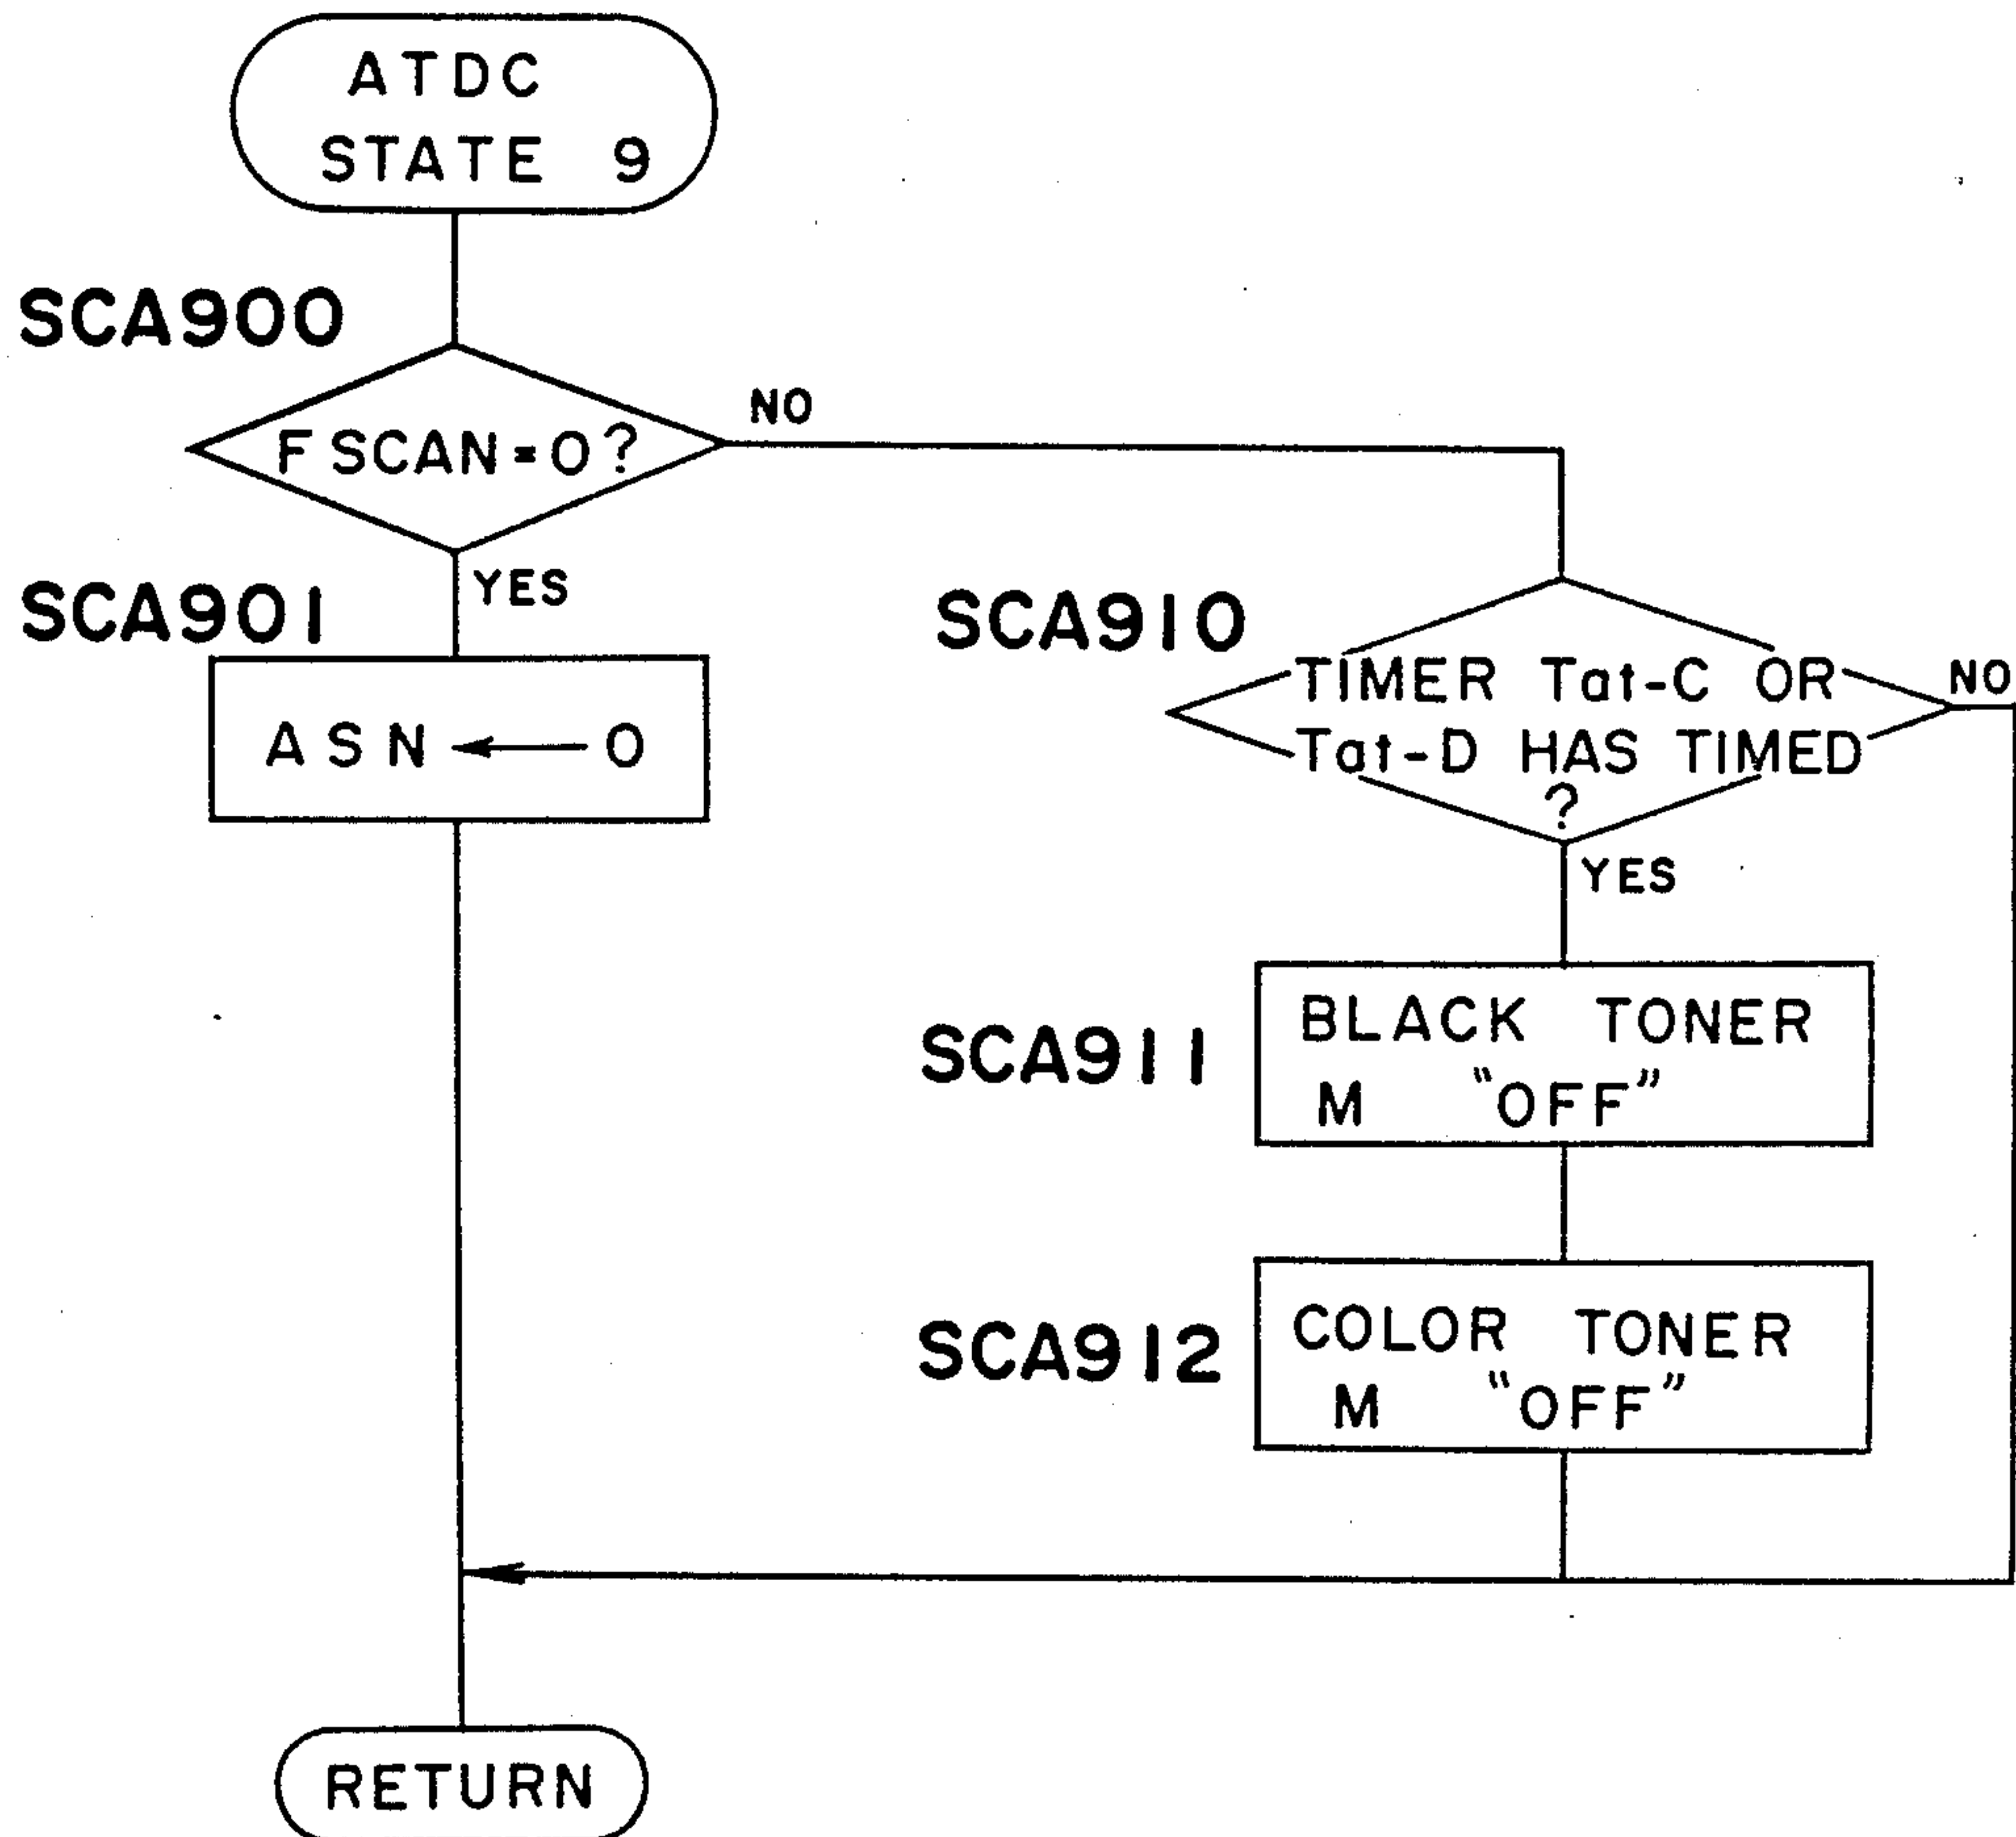 ATDC
STATE 9
SCA900
F SCAN=0?
NO
YES
SCA901
ASN ← 0
SCA910
TIMER Tat-C OR
Tat-D HAS TIMED
?
NO
YES
SCA911
BLACK TONER
M "OFF"
SCA912
COLOR TONER
M "OFF"
RETURN